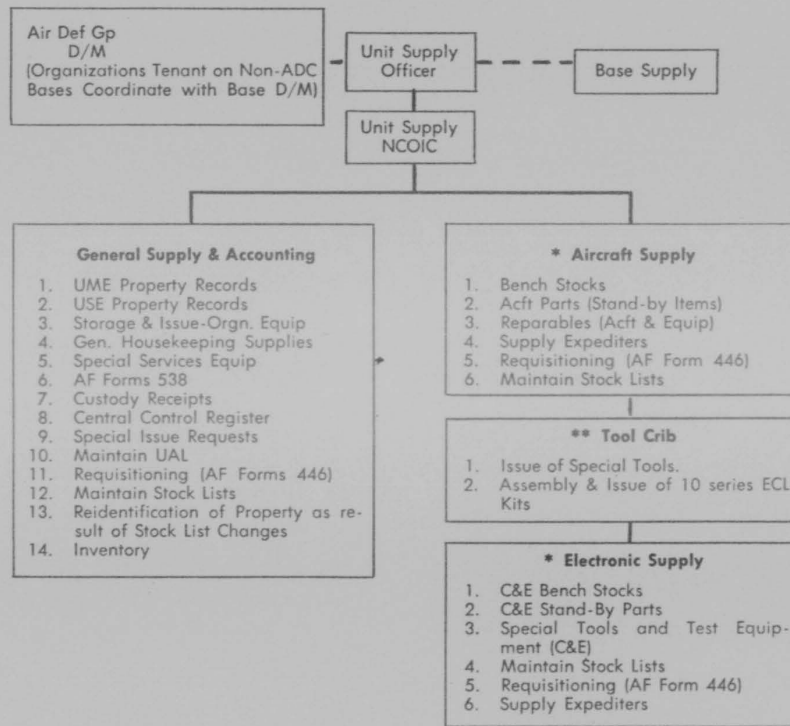 Air Def Gp
D/M
(Organizations Tenant on Non-ADC
Bases Coordinate with Base D/M)
Unit Supply
Officer
Base Supply
Unit Supply
NCOIC
General Supply & Accounting
1. UME Property Records
2. USE Property Records
3. Storage & Issue-Orgn. Equip
4. Gen. Housekeeping Supplies
5. Special Services Equip
6. AF Forms 538
7. Custody Receipts
8. Central Control Register
9. Special Issue Requests
10. Maintain UAL
11. Requisitioning (AF Forms 446)
12. Maintain Stock Lists
13. Reidentification of Property as re-
sult of Stock List Changes
14. Inventory
* Aircraft Supply
1. Bench Stocks
2. Acft Parts (Stand-by Items)
3. Reparables (Acft & Equip)
4. Supply Expediters
5. Requisitioning (AF Form 446)
6. Maintain Stock Lists
** Tool Crib
1. Issue of Special Tools.
2. Assembly & Issue of 10 series ECL
Kits
* Electronic Supply
1. C&E Bench Stocks
2. C&E Stand-By Parts
3. Special Tools and Test Equip-
ment (C&E)
4. Maintain Stock Lists
5. Requisitioning (AF Form 446)
6. Supply Expediters